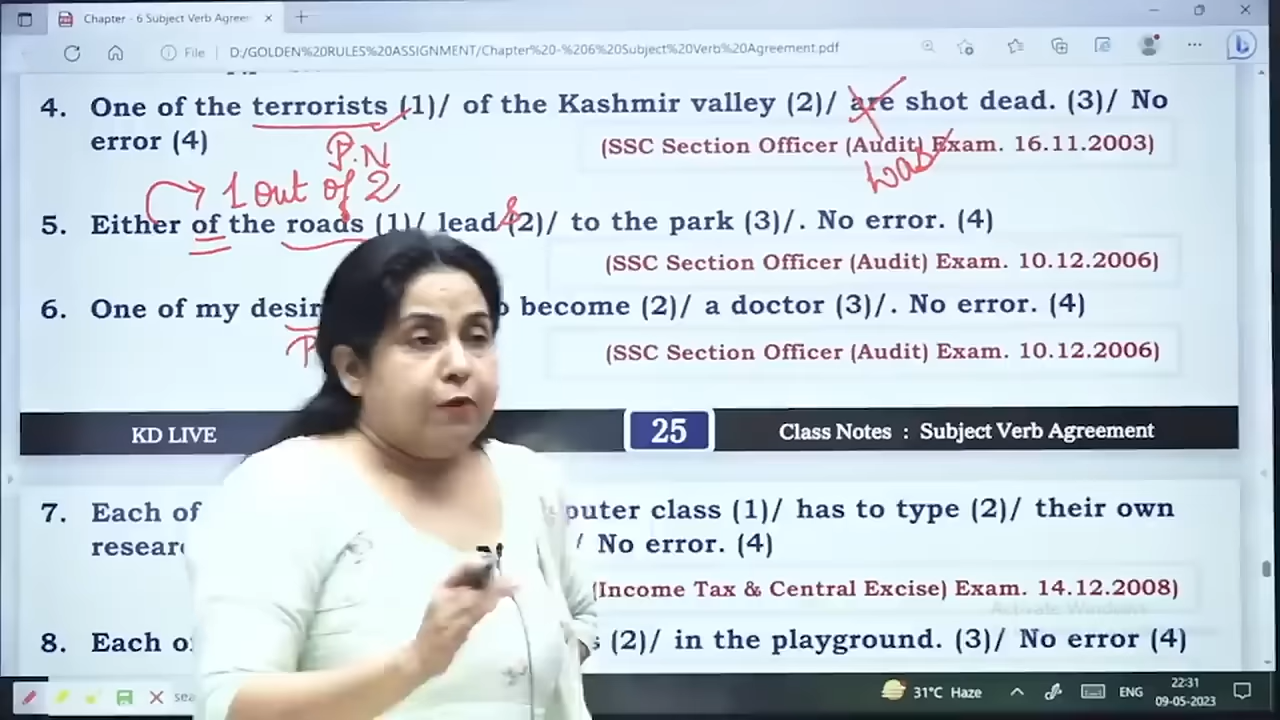 Chapter - 6 Subject Verb Agreer
File D:/GOLDEN%20RULES%20ASSIGNMENT/Chapter%20-%206%20Subject%20Verb%20Agreement.pdf
4. One of the terrorists (1)/ of the Kashmir valley (2)/ are shot dead. (3)/ No
error (4)
(SSC Section Officer (Audit) Exam. 16.11.2003)
P.N
was
1 out of 2
5. Either of the roads (1)/ leads (2)/ to the park (3)/. No error. (4)
(SSC Section Officer (Audit) Exam. 10.12.2006)
6. One of my become (2)/ a doctor (3)/. No error. (4)
(SSC Section Officer (Audit) Exam. 10.12.2006)
KD LIVE 25 Class Notes : Subject Verb Agreement
7. Each of class (1)/ has to type (2)/ their own
/ No error. (4)
(Income Tax & Central Excise) Exam. 14.12.2008)
Activate Windows
8. Each (2)/ in the playground. (3)/ No error (4)
31°C Haze ENG 22:31
09-05-2023